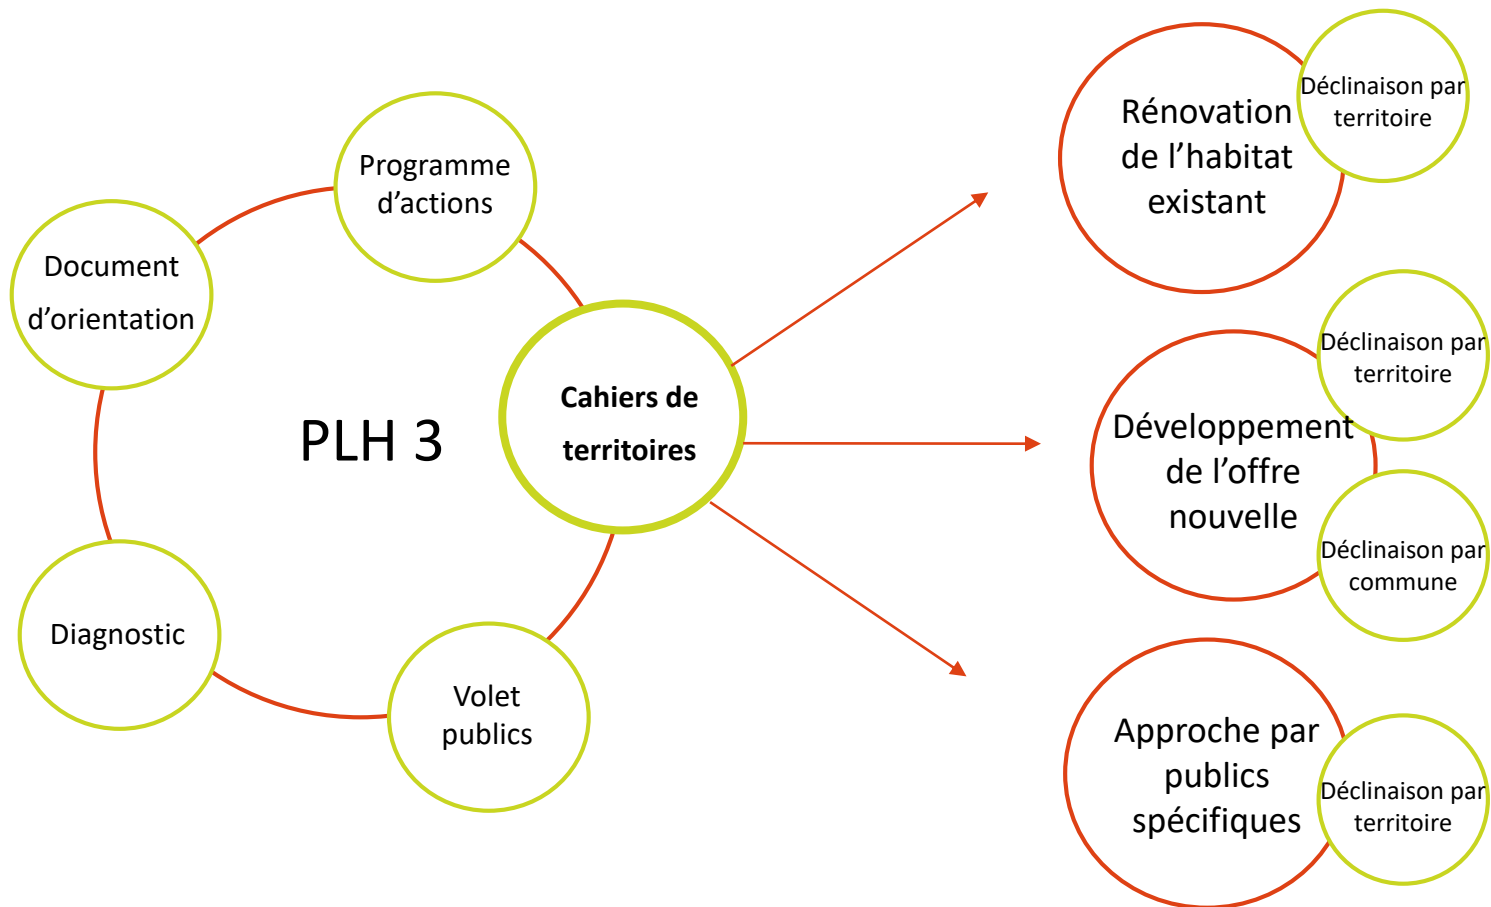 Programme
d'actions
Document
d'orientation
PLH 3
Cahiers de
territoires
Diagnostic
Volet
publics
Rénovation
de l'habitat
existant
Déclinaison par
territoire
Développement
de l'offre
nouvelle
Déclinaison par
territoire
Déclinaison par
commune
Approche par
publics
spécifiques
Déclinaison par
territoire